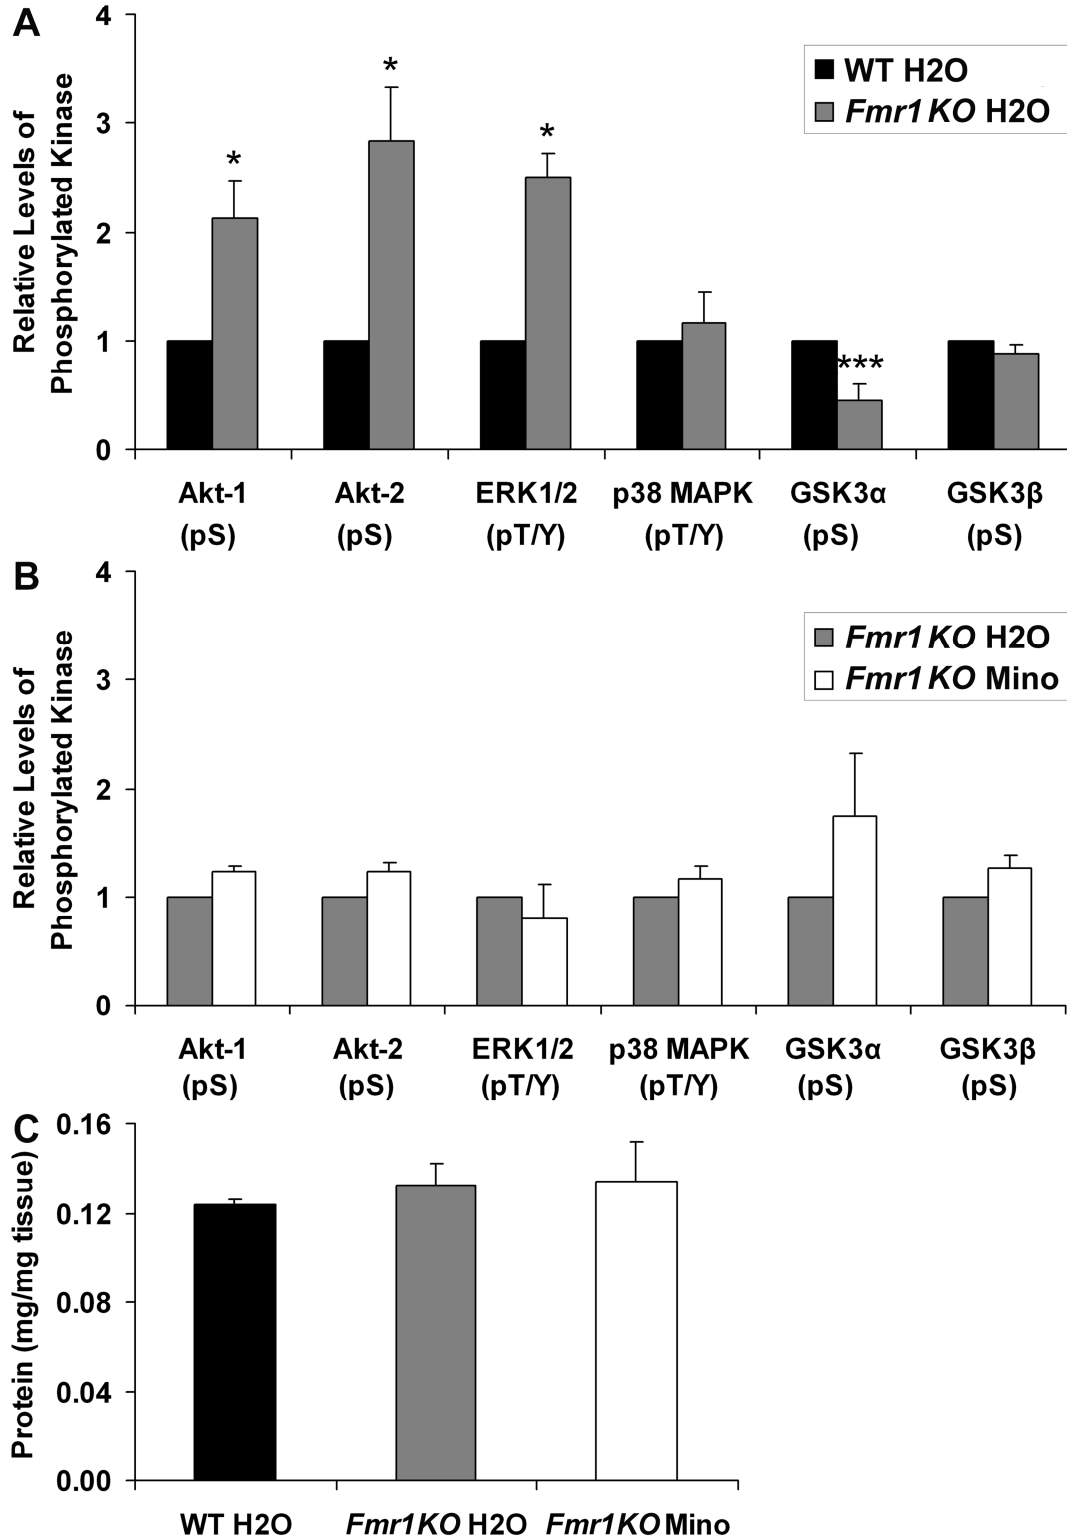 A
Relative Levels of
Phosphorylated Kinase
4
3
2
1
0
WT H2O
Fmr1 KO H2O
*
*
*
***
Akt-1 Akt-2 ERK1/2 p38 MAPK GSK3α GSK3β
(pS) (pS) (pT/Y) (pT/Y) (pS) (pS)
B
Relative Levels of
Phosphorylated Kinase
4
3
2
1
0
Fmr1 KO H2O
Fmr1 KO Mino
Akt-1 Akt-2 ERK1/2 p38 MAPK GSK3α GSK3β
(pS) (pS) (pT/Y) (pT/Y) (pS) (pS)
C
Protein (mg/mg tissue)
0.16
0.12
0.08
0.04
0.00
WT H2O Fmr1KO H2O Fmr1KO Mino